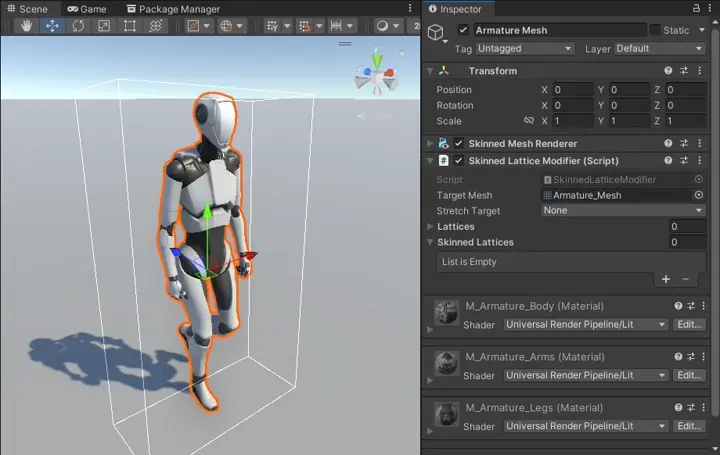 Scene
Game
Package Manager
y
Persp
Inspector
Armature Mesh
Static
Tag Untagged Layer Default
Transform
Position X 0 Y 0 Z 0
Rotation X 0 Y 0 Z 0
Scale X 1 Y 1 Z 1
Skinned Mesh Renderer
Skinned Lattice Modifier (Script)
Script SkinnedLatticeModifier
Target Mesh Armature_Mesh
Stretch Target None
Lattices 0
Skinned Lattices 0
List is Empty
M_Armature_Body (Material)
Shader Universal Render Pipeline/Lit Edit...
M_Armature_Arms (Material)
Shader Universal Render Pipeline/Lit Edit...
M_Armature_Legs (Material)
Shader Universal Render Pipeline/Lit Edit...